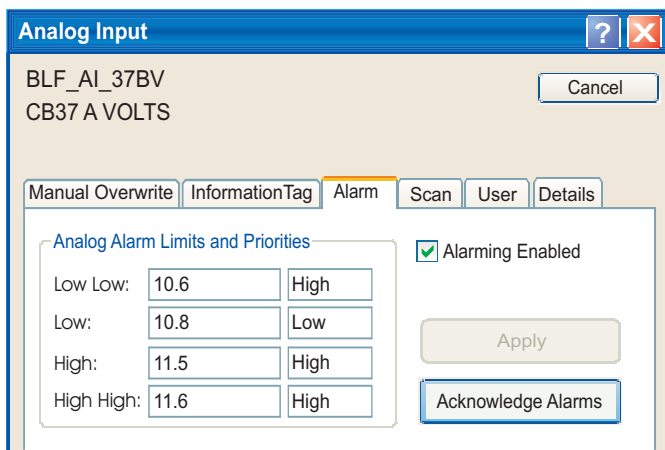 Analog Input
?
X
BLF_AI_37BV
Cancel
CB37 A VOLTS
Manual Overwrite InformationTag Alarm Scan User Details
Analog Alarm Limits and Priorities
Alarming Enabled
Low Low: 10.6 High
Low: 10.8 Low
Apply
High: 11.5 High
High High: 11.6 High
Acknowledge Alarms